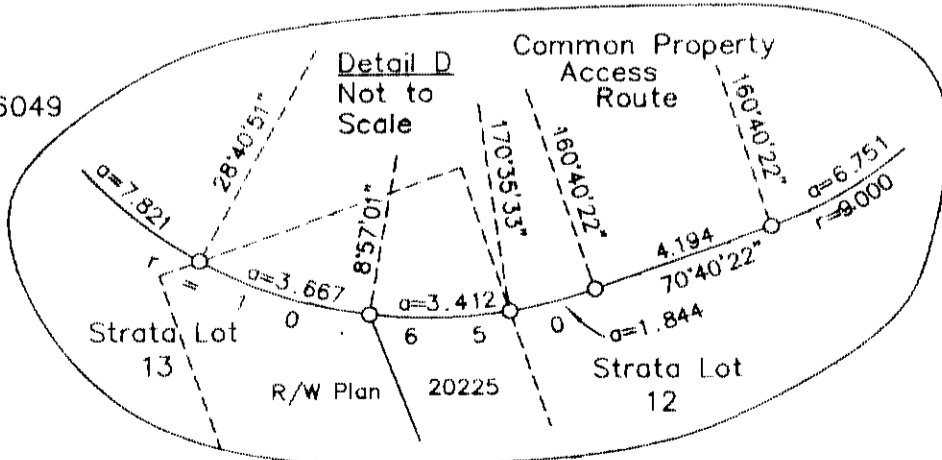 6049
Detail D
Not to
Scale
Common Property
Access
Route
a=7.821
28°40'51"
8°57'01"
170°35'33"
160°40'22"
160°40'22"
a=6.751
r=9.000
r = 1 0 6 5 0
a=3.667
a=3.412
4.194
70°40'22"
a=1.844
Strata Lot
13
R/W Plan 20225
Strata Lot
12